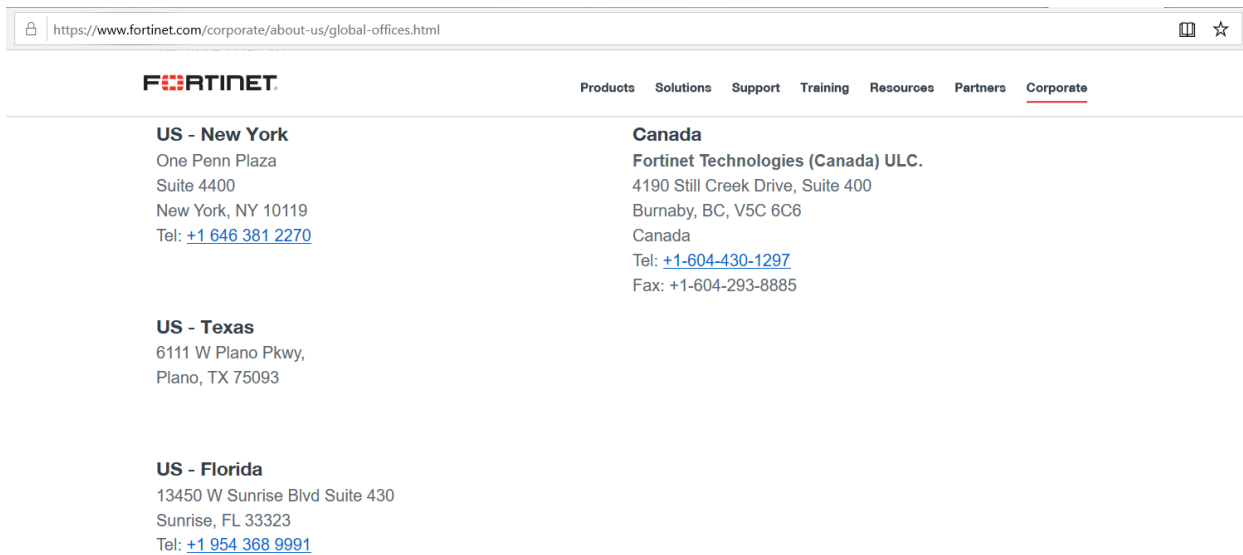 https://www.fortinet.com/corporate/about-us/global-offices.html
FORTINET
Products Solutions Support Training Resources Partners Corporate
US - New York
One Penn Plaza
Suite 4400
New York, NY 10119
Tel: +1 646 381 2270
Canada
Fortinet Technologies (Canada) ULC.
4190 Still Creek Drive, Suite 400
Burnaby, BC, V5C 6C6
Canada
Tel: +1-604-430-1297
Fax: +1-604-293-8885
US - Texas
6111 W Plano Pkwy,
Plano, TX 75093
US - Florida
13450 W Sunrise Blvd Suite 430
Sunrise, FL 33323
Tel: +1 954 368 9991